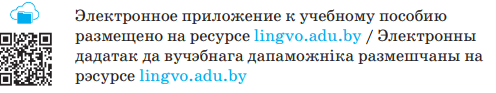 Электронное приложение к учебному пособию
размещено на ресурсе lingvo.adu.by / Электронны
дадатак да вучэбнага дапаможніка размешчаны на
рэсурсе lingvo.adu.by